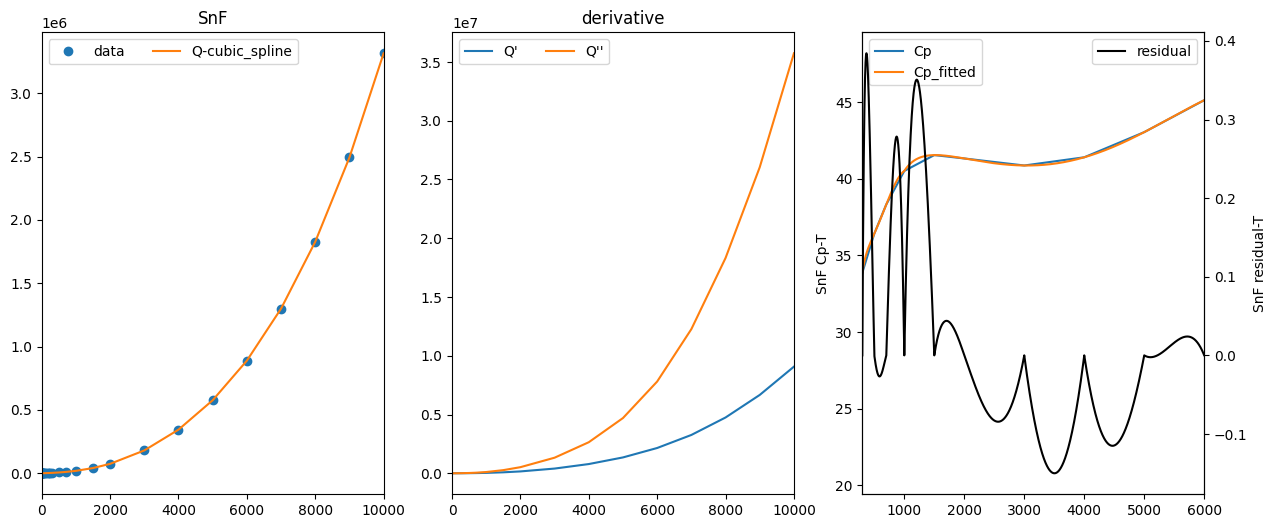 SnF
1e6
data
Q-cubic_spline
3.0
2.5
2.0
1.5
1.0
0.5
0.0
0 2000 4000 6000 8000 10000
derivative
1e7
Q'
Q''
3.5
3.0
2.5
2.0
1.5
1.0
0.5
0.0
0 2000 4000 6000 8000 10000
Cp
Cp_fitted
residual
SnF Cp-T
45
40
35
30
25
20
1000 2000 3000 4000 5000 6000
0.4
0.3
0.2
0.1
0.0
−0.1
SnF residual-T